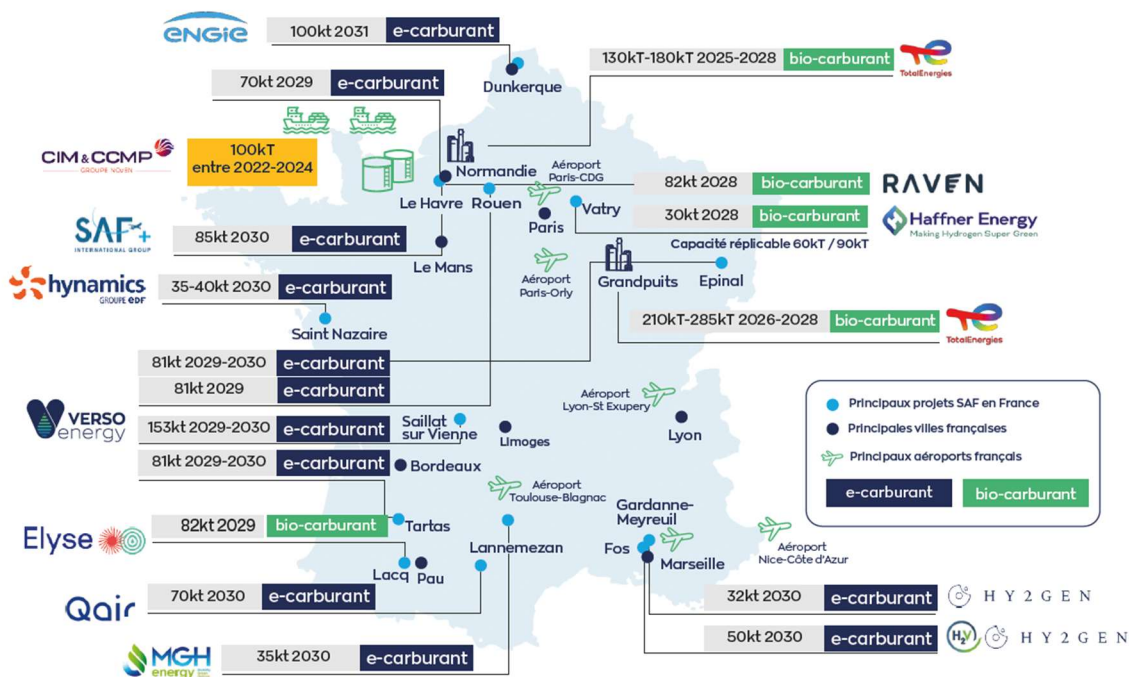 ENGIE
100kt 2031 e-carburant
Dunkerque
130kT-180kT 2025-2028 bio-carburant
TotalEnergies
70kt 2029 e-carburant
CIM & CCMP
GROUPE NOVEN
100kT
entre 2022-2024
Normandie
Aéroport
Paris-CDG
82kt 2028 bio-carburant
RAVEN
Le Havre
Rouen
Paris
Vatry
30kt 2028 bio-carburant
Haffner Energy
Making Hydrogen Super Green
Capacité réplicable 60kT / 90kT
SAF+
INTERNATIONAL GROUP
85kt 2030 e-carburant
Le Mans
Aéroport
Paris-Orly
Grandpuits
Epinal
hynamics
GROUPE EDF
35-40kt 2030 e-carburant
Saint Nazaire
210kT-285kT 2026-2028 bio-carburant
TotalEnergies
81kt 2029-2030 e-carburant
81kt 2029 e-carburant
VERSO
energy
153kt 2029-2030 e-carburant
Saillat
sur Vienne
Limoges
Aéroport
Lyon-St Exupery
Lyon
81kt 2029-2030 e-carburant
Bordeaux
Aéroport
Toulouse-Blagnac
Principaux projets SAF en France
Principales villes françaises
Principaux aéroports français
e-carburant bio-carburant
Elyse
82kt 2029 bio-carburant
Tartas
Lannemezan
Lacq
Pau
Gardanne-
Meyreuil
Fos
Marseille
Aéroport
Nice-Côte d'Azur
Qair
70kt 2030 e-carburant
32kt 2030 e-carburant
HY2GEN
50kt 2030 e-carburant
H2V
HY2GEN
MGH
energy
35kt 2030 e-carburant